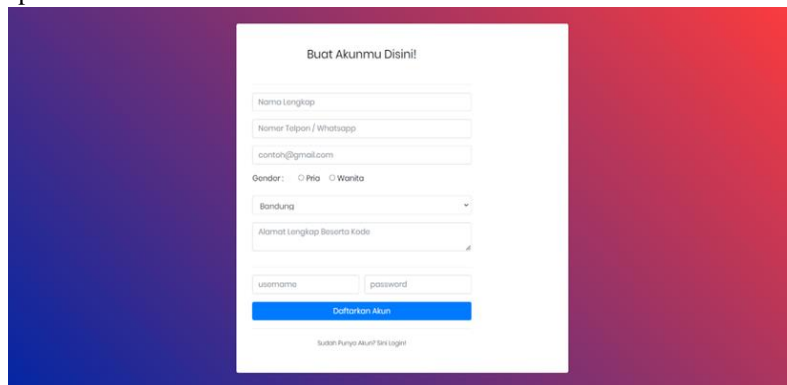 Buat Akunmu Disini!
Nama Lengkap
Nomor Telpon / Whatsapp
contoh@gmail.com
Gender : Pria Wanita
Bandung
Alamat Lengkap Beserta Kode
username password
Daftarkan Akun
Sudah Punya Akun? Sini Login!